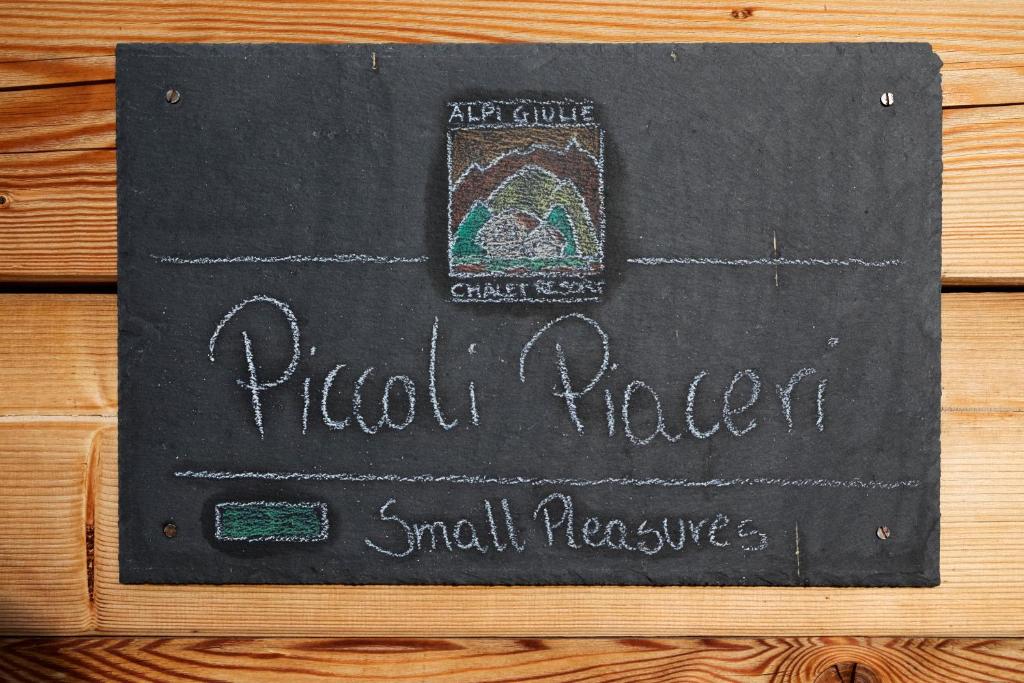 ALPI GIULIE
CHALET RESORT
Piccoli Piaceri
Small Pleasures